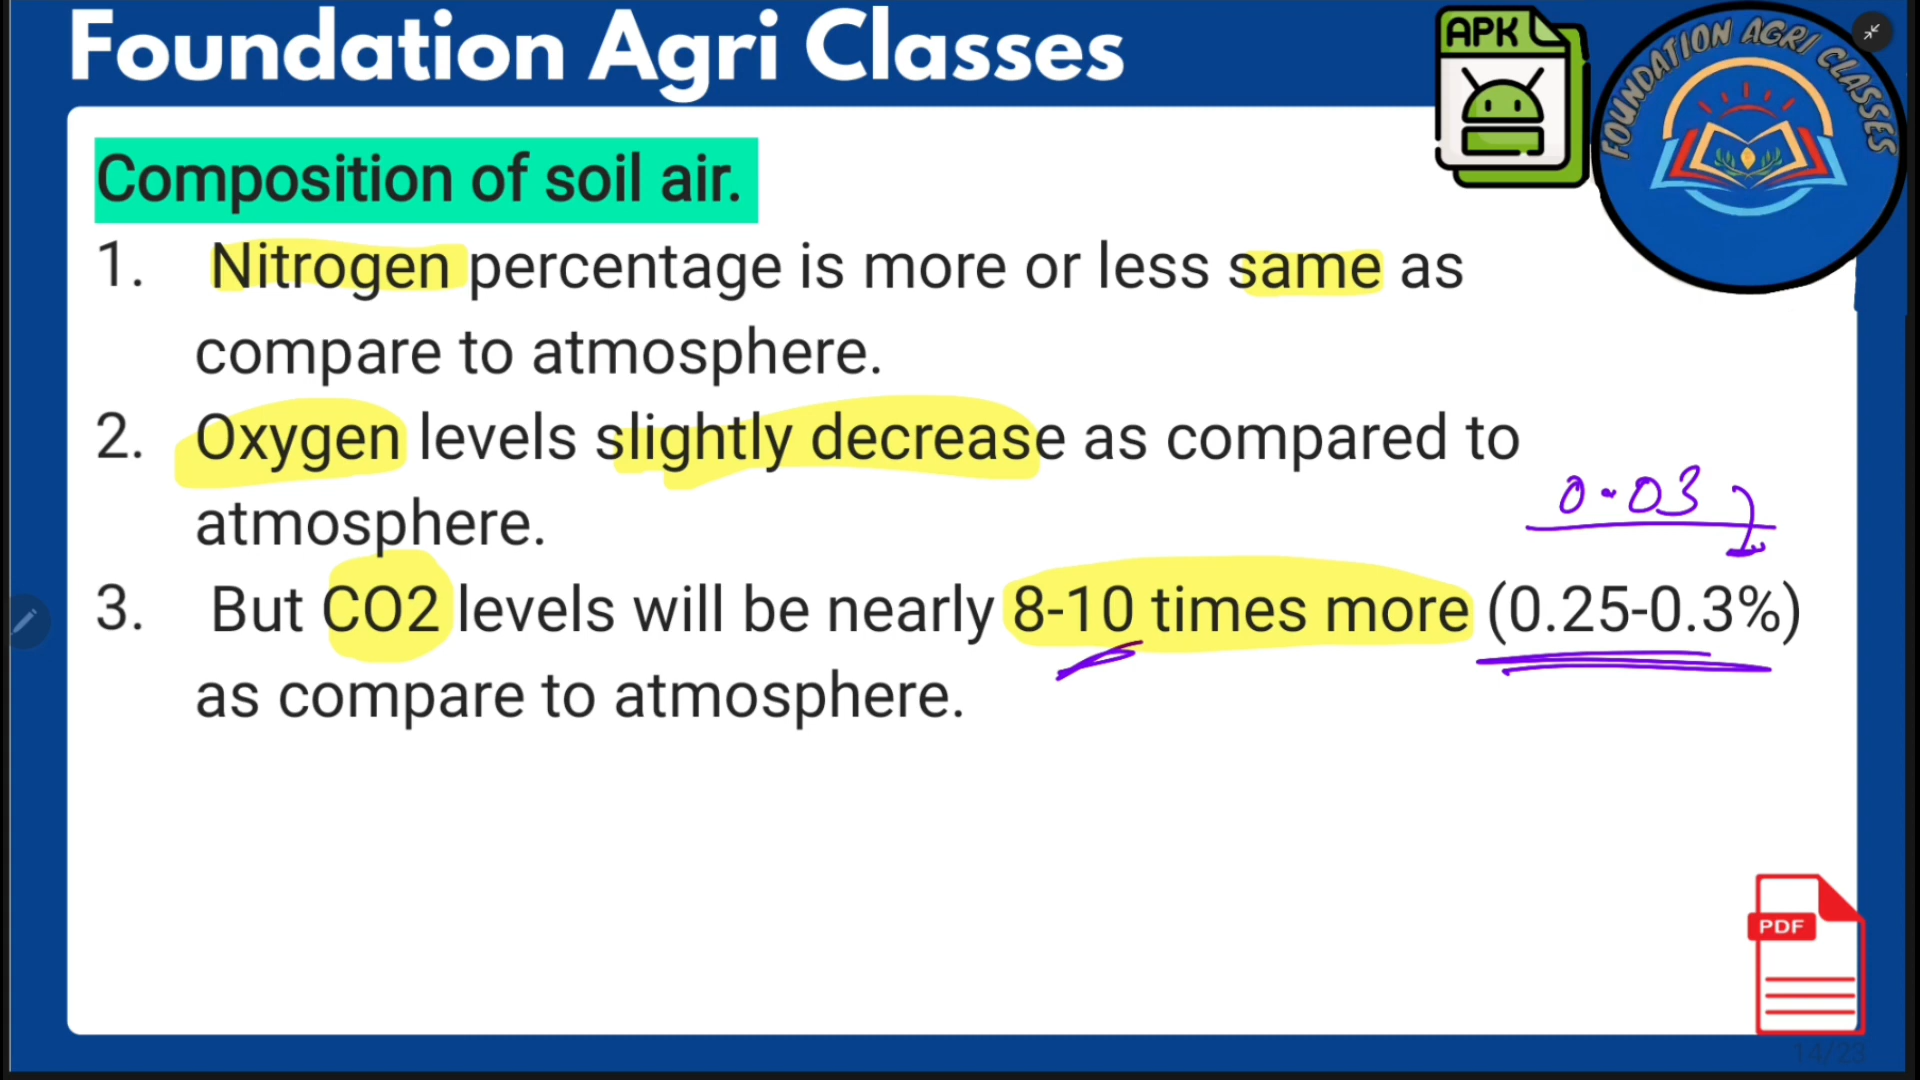 Foundation Agri Classes
APK
FOUNDATION AGRI CLASSES
Composition of soil air.
1. Nitrogen percentage is more or less same as
compare to atmosphere.
2. Oxygen levels slightly decrease as compared to
atmosphere.
0.03
3. But CO2 levels will be nearly 8-10 times more (0.25-0.3%)
as compare to atmosphere.
PDF
14/23